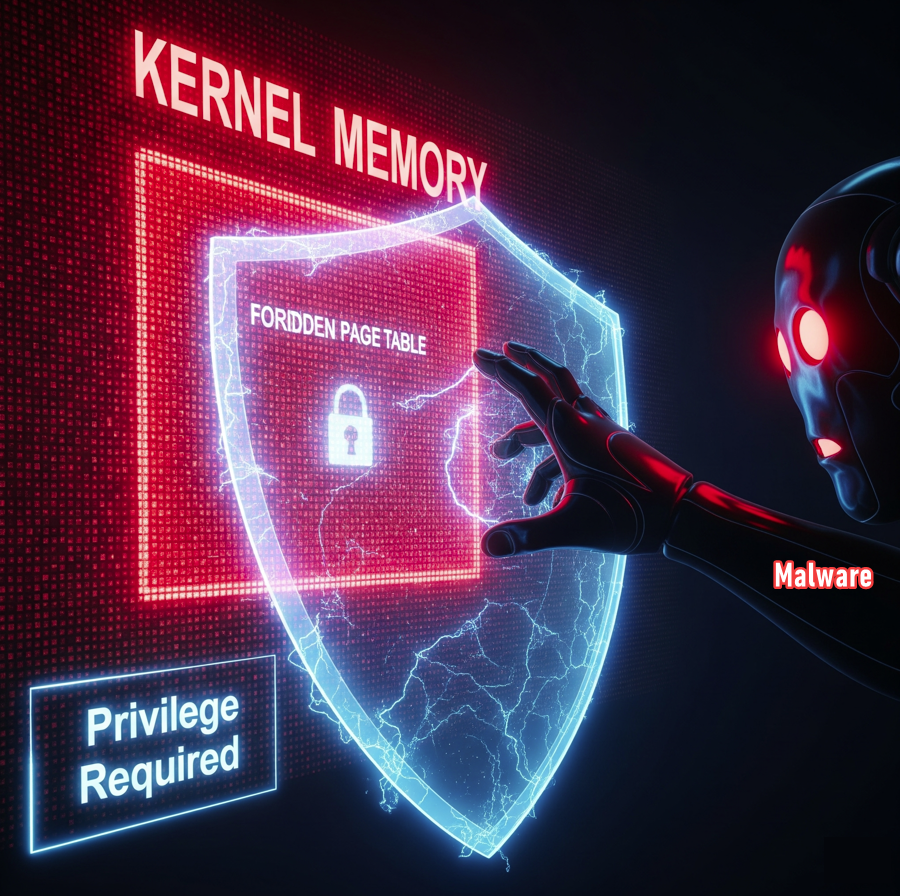 KERNEL MEMORY
FORIDDEN PAGE TABLE
Malware
Privilege
Required